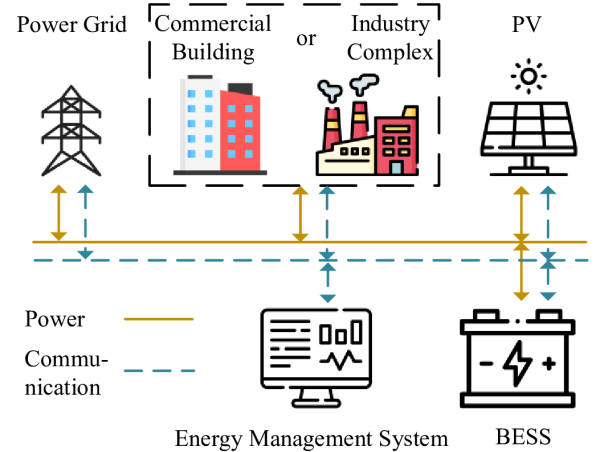 Power Grid
Commercial
Building
or
Industry
Complex
PV
Power
Commu-
nication
Energy Management System
BESS